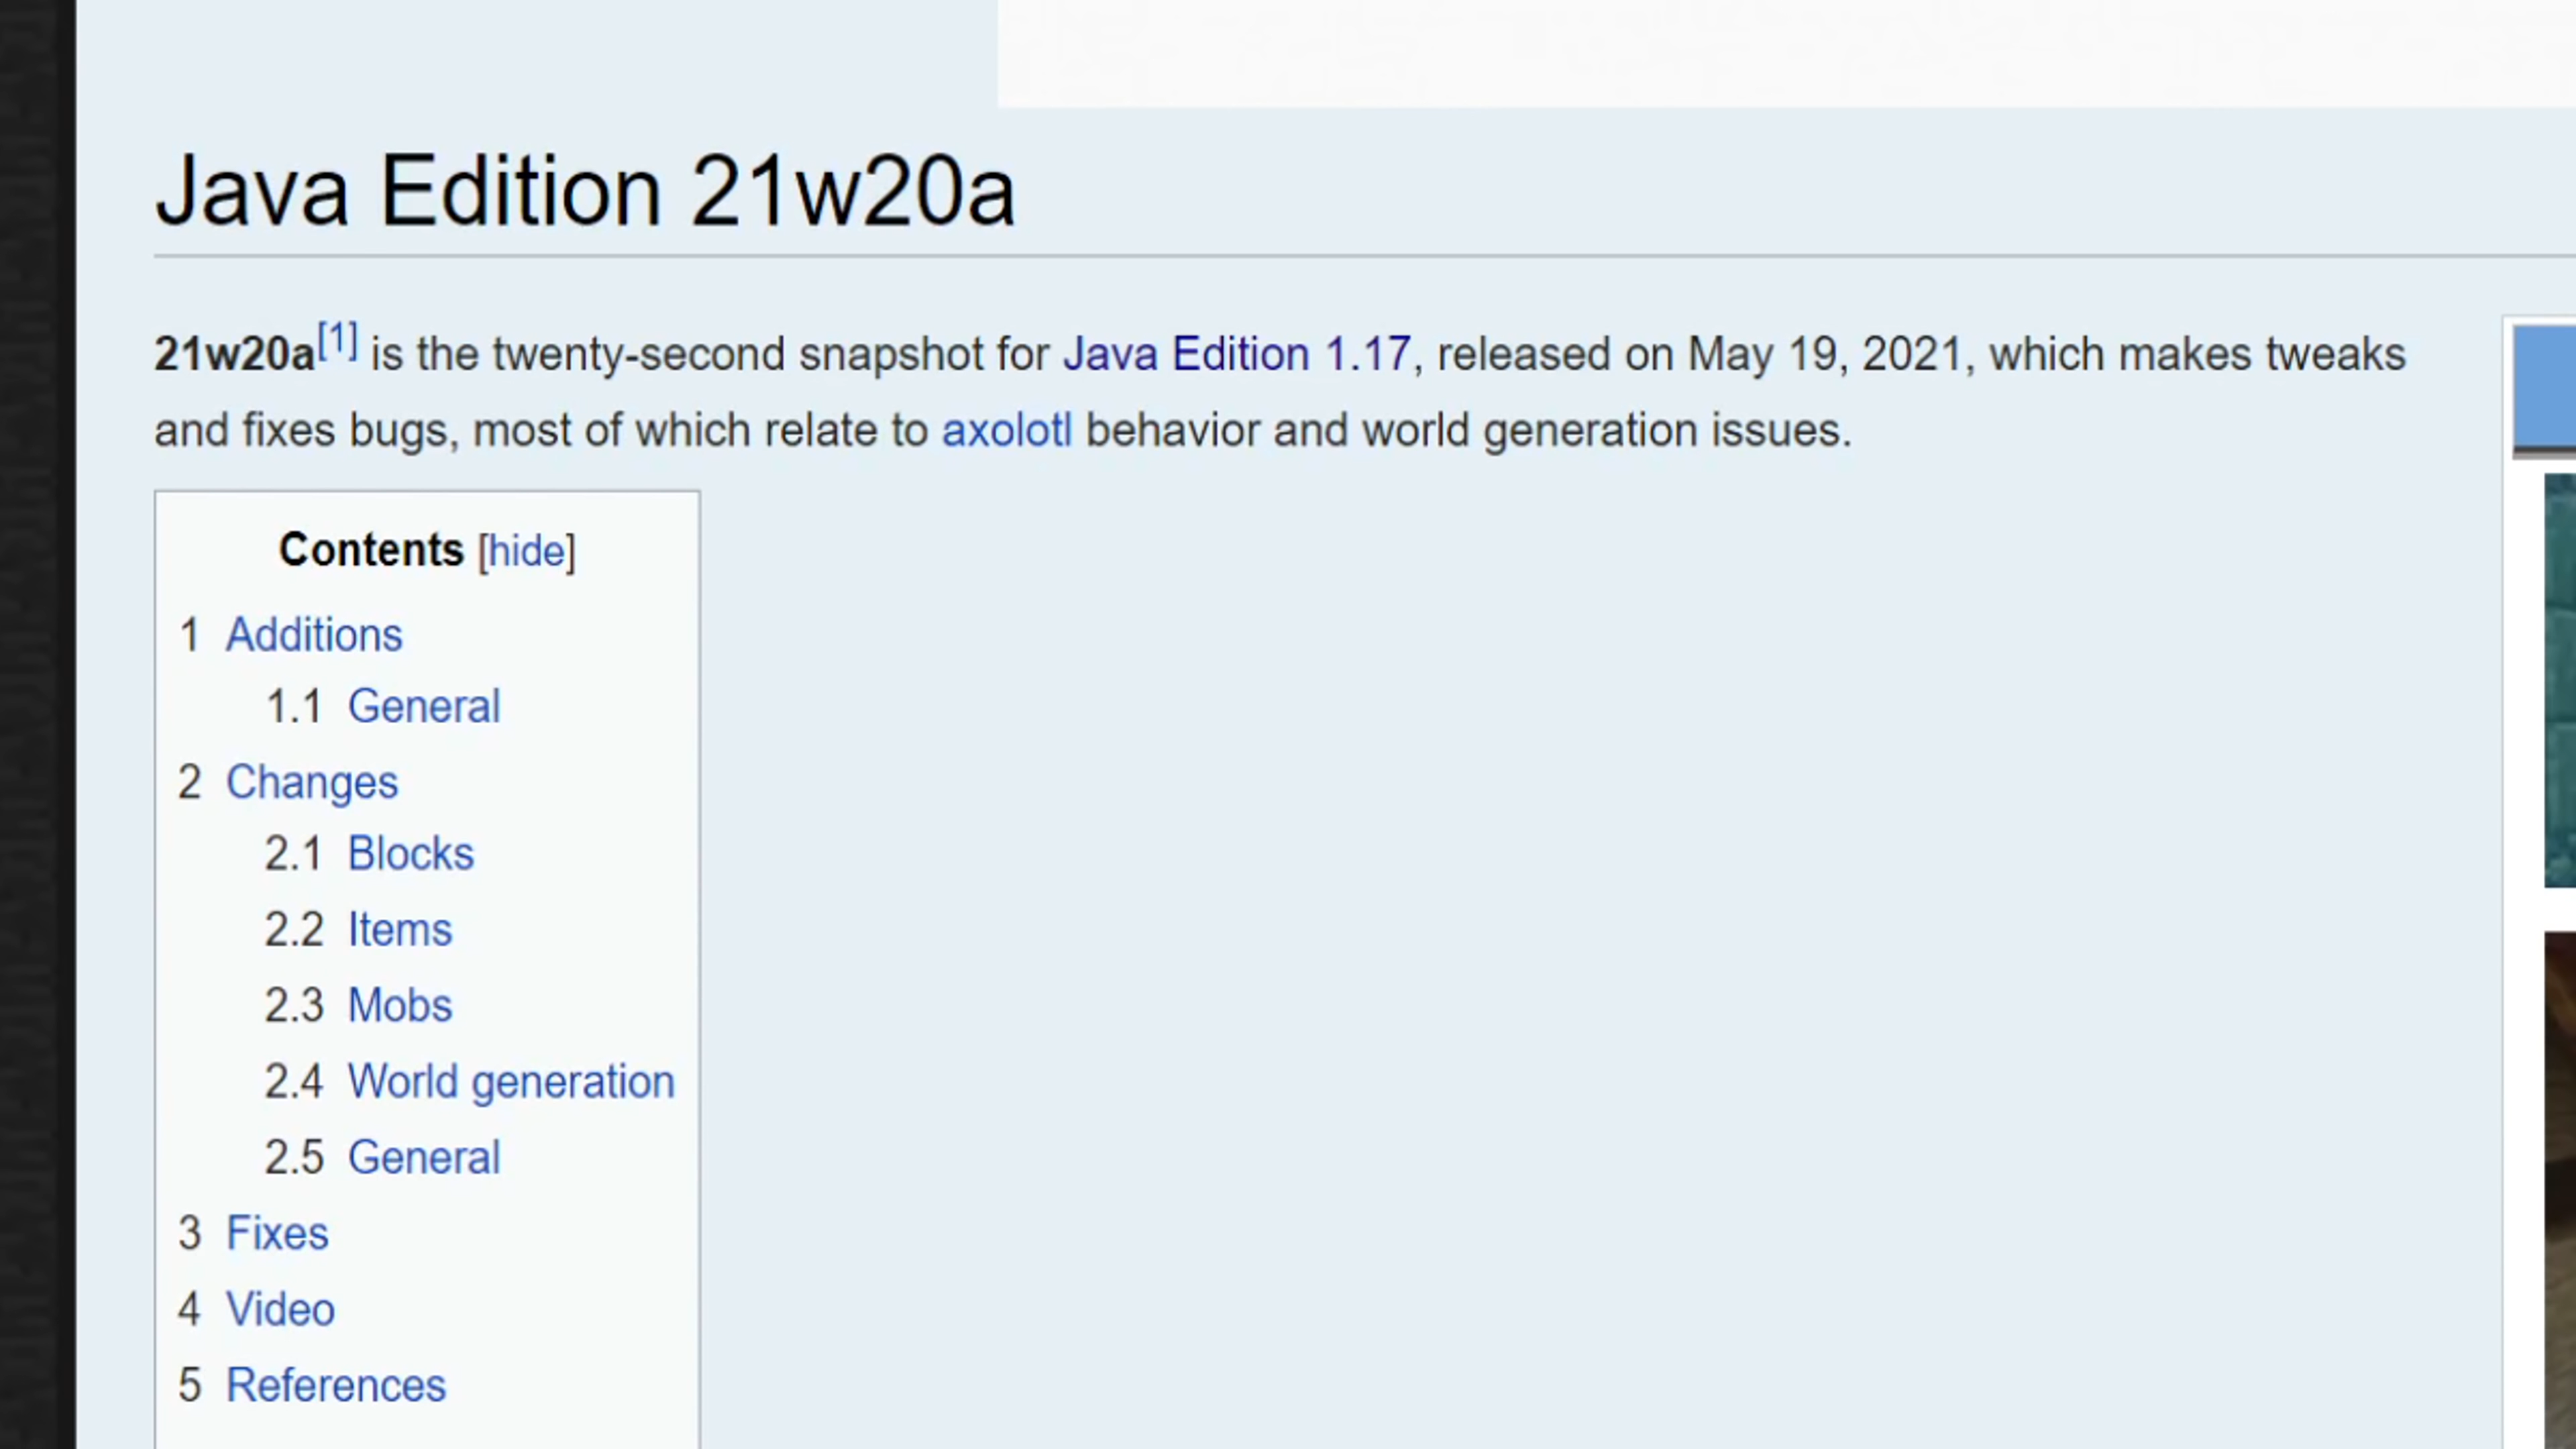 Java Edition 21w20a
21w20a[1] is the twenty-second snapshot for Java Edition 1.17, released on May 19, 2021, which makes tweaks
and fixes bugs, most of which relate to axolotl behavior and world generation issues.
Contents [hide]
1 Additions
1.1 General
2 Changes
2.1 Blocks
2.2 Items
2.3 Mobs
2.4 World generation
2.5 General
3 Fixes
4 Video
5 References